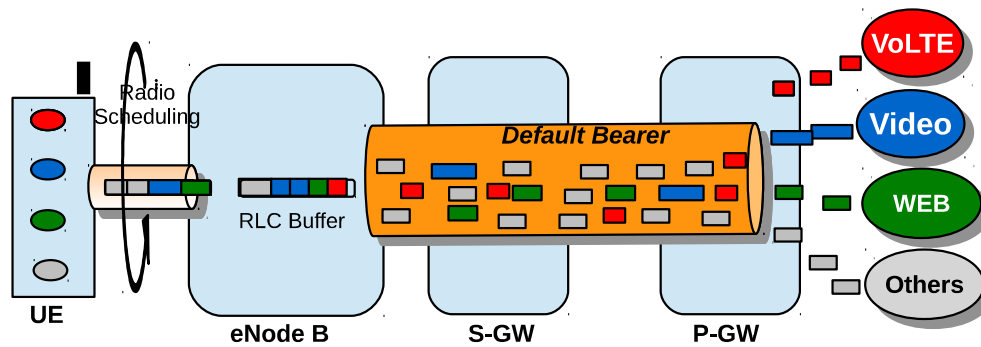 VoLTE
Radio
Scheduling
Default Bearer
Video
RLC Buffer
WEB
Others
UE
eNode B
S-GW
P-GW